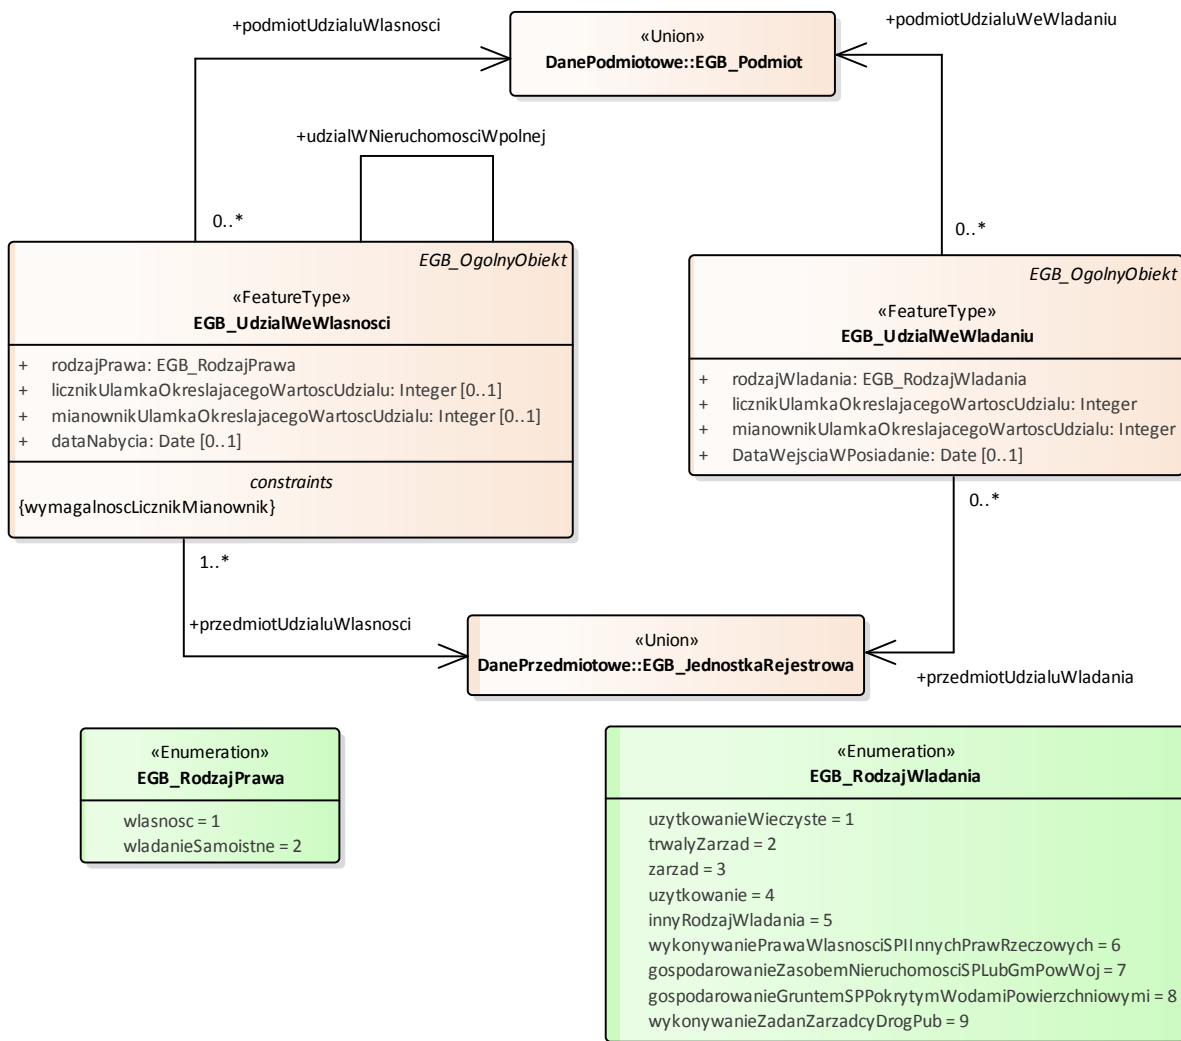 +podmiotUdzialuWlasnosci
«Union»
DanePodmiotowe::EGB_Podmiot
+podmiotUdzialuWeWladaniu
+udzialWNieruchomosciWpolnej
0..*
0..*
EGB_OgolnyObiekt
«FeatureType»
EGB_UdzialWeWlasnosci
+ rodzajPrawa: EGB_RodzajPrawa
+ licznikUlamkaOkreslajacegoWartoscUdzialu: Integer [0..1]
+ mianownikUlamkaOkreslajacegoWartoscUdzialu: Integer [0..1]
+ dataNabycia: Date [0..1]
constraints
{wymagalnoscLicznikMianownik}
EGB_OgolnyObiekt
«FeatureType»
EGB_UdzialWeWladaniu
+ rodzajWladania: EGB_RodzajWladania
+ licznikUlamkaOkreslajacegoWartoscUdzialu: Integer
+ mianownikUlamkaOkreslajacegoWartoscUdzialu: Integer
+ DataWejsciaWPosiadanie: Date [0..1]
1..*
0..*
+przedmiotUdzialuWlasnosci
«Union»
DanePrzedmiotowe::EGB_JednostkaRejestrowa
+przedmiotUdzialuWladania
«Enumeration»
EGB_RodzajPrawa
wlasnosc = 1
wladanieSamoistne = 2
«Enumeration»
EGB_RodzajWladania
uzytkowanieWieczyste = 1
trwalyZarzad = 2
zarzad = 3
uzytkowanie = 4
innyRodzajWladania = 5
wykonywaniePrawaWlasnosciSPIInnychPrawRzeczowych = 6
gospodarowanieZasobemNieruchomosciSPLubGmPowWoj = 7
gospodarowanieGruntemSPPokrytymWodamiPowierzchniowymi = 8
wykonywanieZadanZarzadcyDrogPub = 9